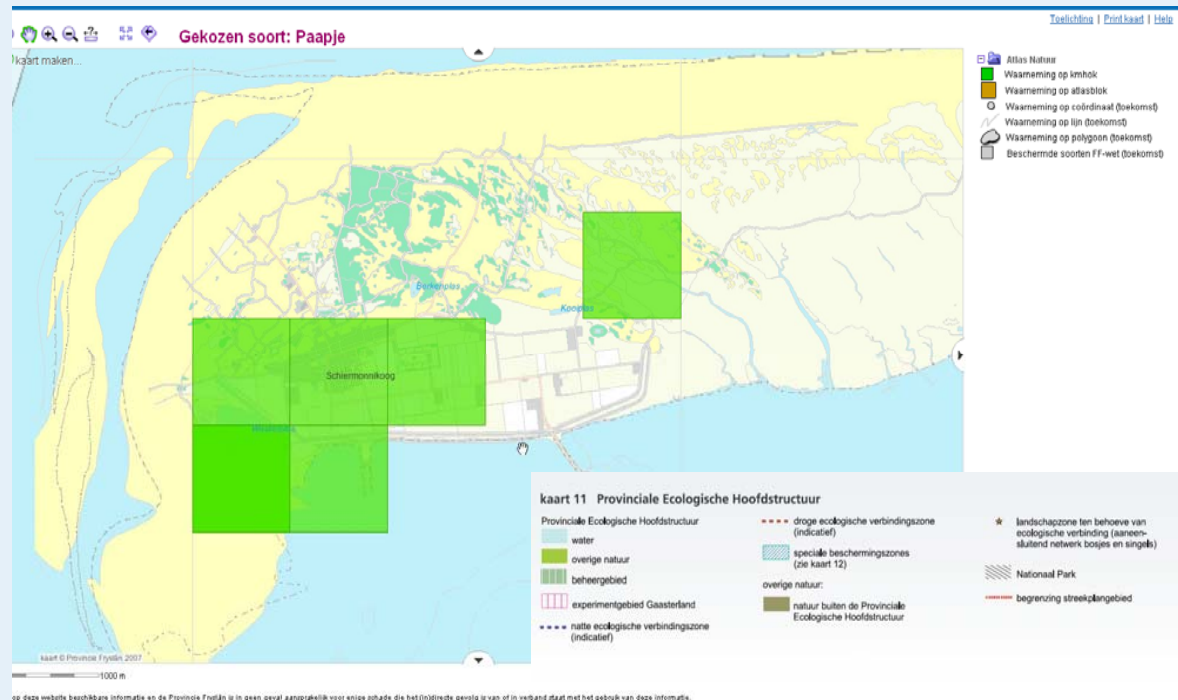 Toelichting | Print kaart | Help
Gekozen soort: Paapje
kaart maken...
Atlas Natuur
Waarneming op kmhok
Waarneming op atlasblok
Waarneming op coördinaat (toekomst)
Waarneming op lijn (toekomst)
Waarneming op polygoon (toekomst)
Beschermde soorten FF-wet (toekomst)
Berkenplas
Kooiplas
Schiermonnikoog
Westerplas
kaart 11 Provinciale Ecologische Hoofdstructuur
Provinciale Ecologische Hoofdstructuur
water
overige natuur
beheergebied
experimentgebied Gaasterland
natte ecologische verbindingszone
(indicatief)
droge ecologische verbindingszone
(indicatief)
speciale beschermingszones
(zie kaart 12)
overige natuur:
natuur buiten de Provinciale
Ecologische Hoofdstructuur
landschapzone ten behoeve van
ecologische verbinding (aaneen-
sluitend netwerk bosjes en singels)
Nationaal Park
begrenzing streekplangebied
kaart © Provincie Fryslân 2007
1000 m
op deze website beschikbare informatie en de Provincie Fryslân is in geen geval aansprakelijk voor enige schade die het (in)directe gevolg is van of in verband staat met het gebruik van deze informatie.